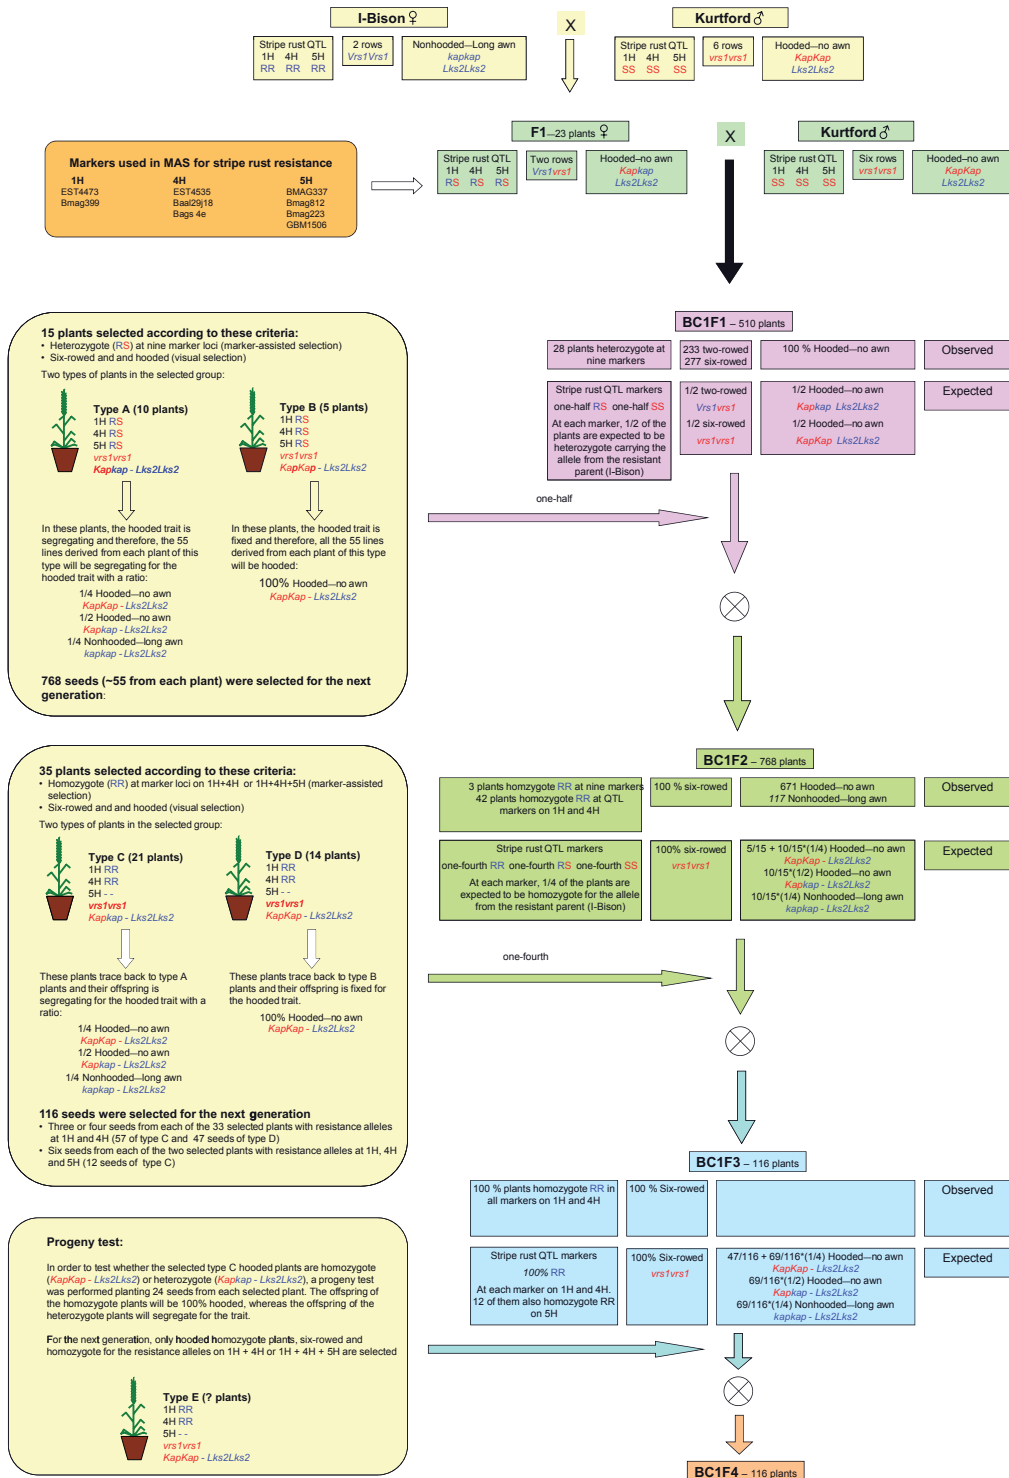 I-Bison ♀
X
Kurtford ♂
Stripe rust QTL
1H 4H 5H
RR RR RR
2 rows
Vrs1Vrs1
Nonhooded—Long awn
kapkap
Lks2Lks2
Stripe rust QTL
1H 4H 5H
SS SS SS
6 rows
vrs1vrs1
Hooded—no awn
KapKap
Lks2Lks2
F1—23 plants ♀
X
Kurtford ♂
Stripe rust QTL
1H 4H 5H
RS RS RS
Two rows
Vrs1vrs1
Hooded—no awn
Kapkap
Lks2Lks2
Stripe rust QTL
1H 4H 5H
SS SS SS
Six rows
vrs1vrs1
Hooded—no awn
KapKap
Lks2Lks2
Markers used in MAS for stripe rust resistance
1H 4H 5H
EST4473 EST4535 BMAG337
Bmag399 Baal29j18 Bmag812
Bags 4e Bmag223
GBM1506
BC1F1 – 510 plants
28 plants heterozygote at
nine markers
233 two-rowed
277 six-rowed
100 % Hooded—no awn
Observed
Stripe rust QTL markers
one-half RS one-half SS
At each marker, 1/2 of the
plants are expected to be
heterozygote carrying the
allele from the resistant
parent (I-Bison)
1/2 two-rowed
Vrs1vrs1
1/2 six-rowed
vrs1vrs1
1/2 Hooded—no awn
Kapkap Lks2Lks2
1/2 Hooded—no awn
KapKap Lks2Lks2
Expected
15 plants selected according to these criteria:
• Heterozygote (RS) at nine marker loci (marker-assisted selection)
• Six-rowed and and hooded (visual selection)
Two types of plants in the selected group:
Type A (10 plants)
1H RS
4H RS
5H RS
vrs1vrs1
Kapkap - Lks2Lks2
Type B (5 plants)
1H RS
4H RS
5H RS
vrs1vrs1
KapKap - Lks2Lks2
In these plants, the hooded trait is
segregating and therefore, the 55
lines derived from each plant of this
type will be segregating for the
hooded trait with a ratio:
1/4 Hooded—no awn
KapKap - Lks2Lks2
1/2 Hooded—no awn
Kapkap - Lks2Lks2
1/4 Nonhooded—long awn
kapkap - Lks2Lks2
In these plants, the hooded trait is
fixed and therefore, all the 55 lines
derived from each plant of this type
will be hooded:
100% Hooded—no awn
KapKap - Lks2Lks2
768 seeds (~55 from each plant) were selected for the next
generation:
one-half
BC1F2 – 768 plants
3 plants homzygote RR at nine markers
42 plants homozygote RR at QTL
markers on 1H and 4H
100 % six-rowed
671 Hooded—no awn
117 Nonhooded—long awn
Observed
Stripe rust QTL markers
one-fourth RR one-fourth RS one-fourth SS
At each marker, 1/4 of the plants are
expected to be homozygote for the allele
from the resistant parent (I-Bison)
100% six-rowed
vrs1vrs1
5/15 + 10/15*(1/4) Hooded—no awn
KapKap - Lks2Lks2
10/15*(1/2) Hooded—no awn
Kapkap - Lks2Lks2
10/15*(1/4) Nonhooded—long awn
kapkap - Lks2Lks2
Expected
35 plants selected according to these criteria:
• Homozygote (RR) at marker loci on 1H+4H or 1H+4H+5H (marker-assisted
selection)
• Six-rowed and and hooded (visual selection)
Two types of plants in the selected group:
Type C (21 plants)
1H RR
4H RR
5H - -
vrs1vrs1
Kapkap - Lks2Lks2
Type D (14 plants)
1H RR
4H RR
5H - -
vrs1vrs1
KapKap - Lks2Lks2
These plants trace back to type A
plants and their offspring is
segregating for the hooded trait with a
ratio:
1/4 Hooded—no awn
KapKap - Lks2Lks2
1/2 Hooded—no awn
Kapkap - Lks2Lks2
1/4 Nonhooded—long awn
kapkap - Lks2Lks2
These plants trace back to type B
plants and their offspring is fixed for
the hooded trait.
100% Hooded—no awn
KapKap - Lks2Lks2
116 seeds were selected for the next generation
• Three or four seeds from each of the 33 selected plants with resistance alleles
at 1H and 4H (57 of type C and 47 seeds of type D)
• Six seeds from each of the two selected plants with resistance alleles at 1H, 4H
and 5H (12 seeds of type C)
one-fourth
BC1F3 – 116 plants
100 % plants homozygote RR in
all markers on 1H and 4H
100 % Six-rowed
Observed
Stripe rust QTL markers
100% RR
At each marker on 1H and 4H.
12 of them also homozygote RR
on 5H
100% Six-rowed
vrs1vrs1
47/116 + 69/116*(1/4) Hooded—no awn
KapKap - Lks2Lks2
69/116*(1/2) Hooded—no awn
Kapkap - Lks2Lks2
69/116*(1/4) Nonhooded—long awn
kapkap - Lks2Lks2
Expected
Progeny test:
In order to test whether the selected type C hooded plants are homozygote
(KapKap - Lks2Lks2) or heterozygote (Kapkap - Lks2Lks2), a progeny test
was performed planting 24 seeds from each selected plant. The offspring of
the homozygote plants will be 100% hooded, whereas the offspring of the
heterozygote plants will segregate for the trait.
For the next generation, only hooded homozygote plants, six-rowed and
homozygote for the resistance alleles on 1H + 4H or 1H + 4H + 5H are selected
Type E (? plants)
1H RR
4H RR
5H - -
vrs1vrs1
KapKap - Lks2Lks2
BC1F4 – 116 plants